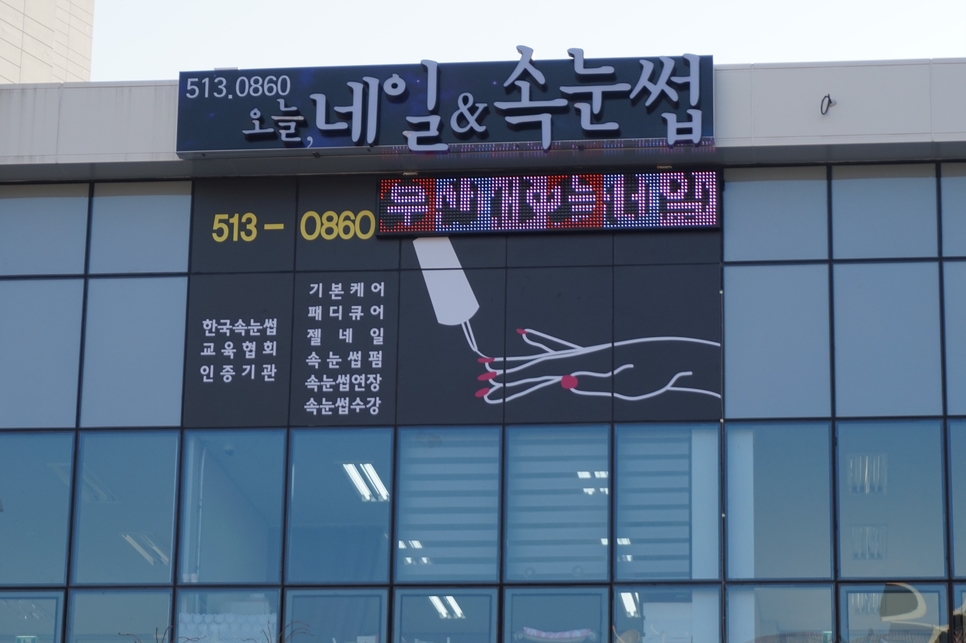 513.0860
오늘, 네일&속눈썹
513-0860
한국속눈썹
교육협회
인증기관
기본케어
패디큐어
젤네일
속눈썹펌
속눈썹연장
속눈썹수강